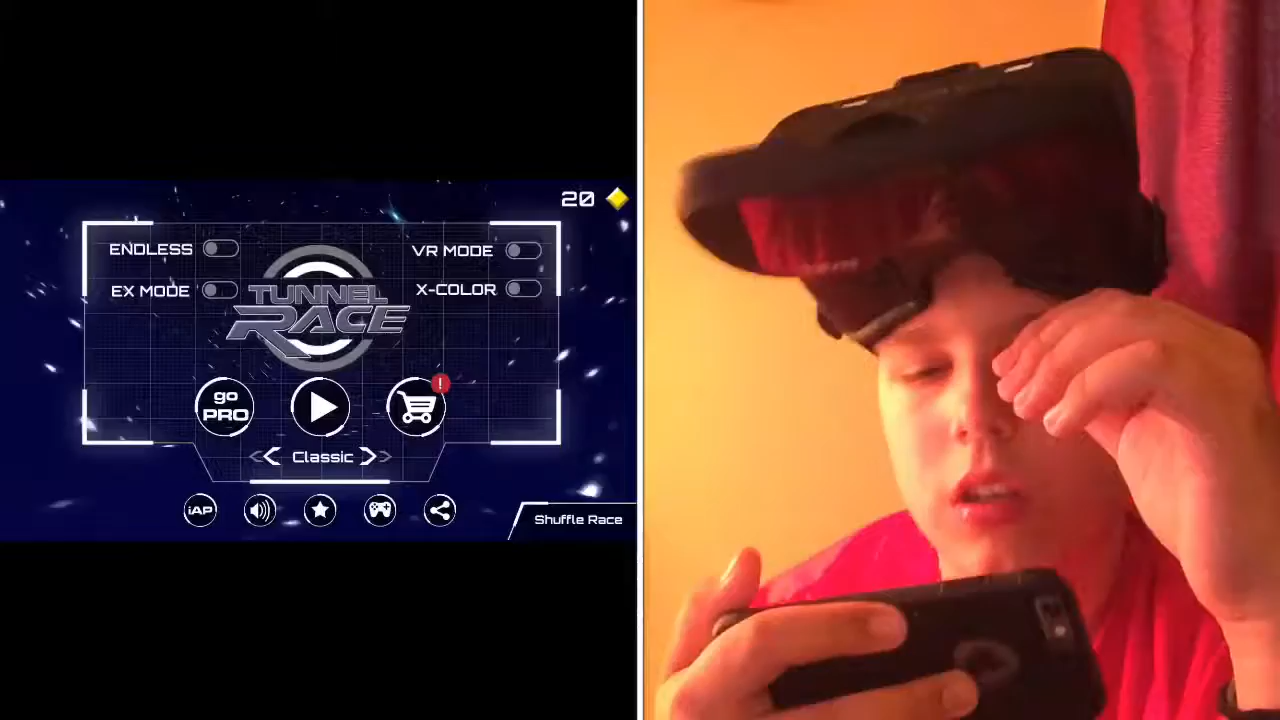 20
ENDLESS
VR MODE
EX MODE
X-COLOR
TUNNEL
RACE
go
PRO
!
Classic
iAP
Shuffle Race